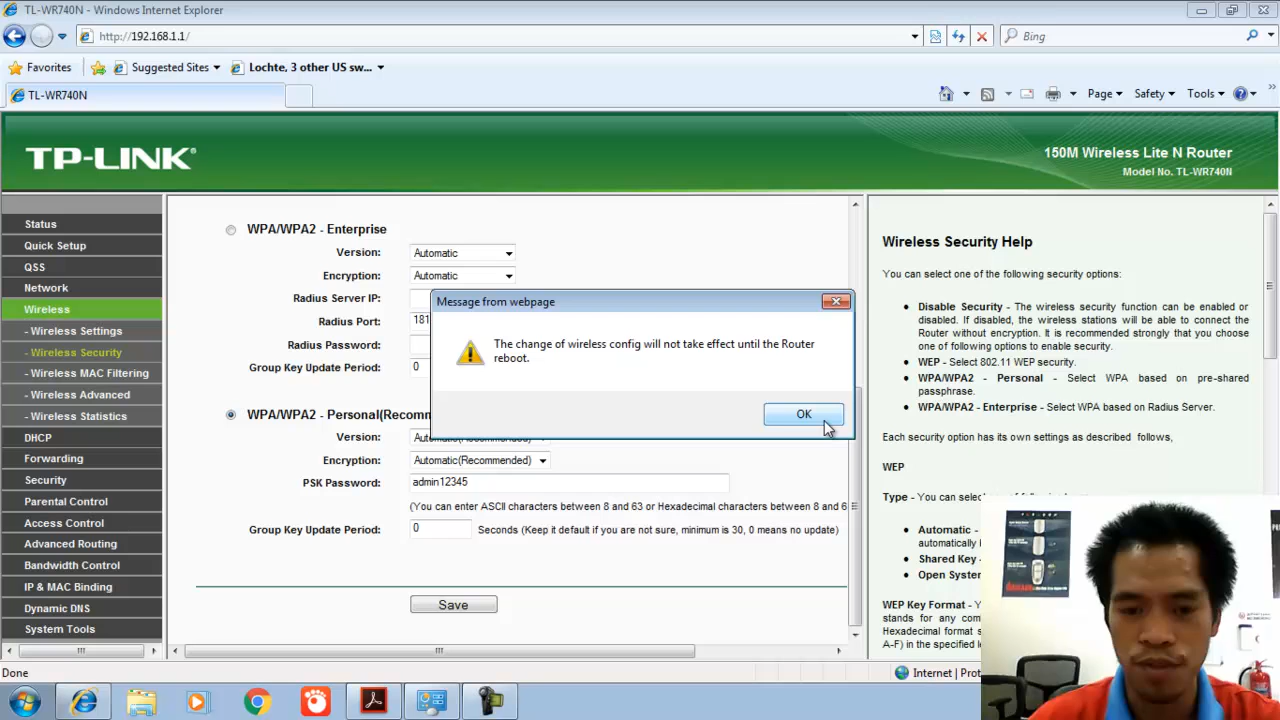 TL-WR740N - Windows Internet Explorer
http://192.168.1.1/
Bing
Favorites
Suggested Sites
Lochte, 3 other US sw...
TL-WR740N
Page
Safety
Tools
TP-LINK®
150M Wireless Lite N Router
Model No. TL-WR740N
Status
Quick Setup
QSS
Network
Wireless
- Wireless Settings
- Wireless Security
- Wireless MAC Filtering
- Wireless Advanced
- Wireless Statistics
DHCP
Forwarding
Security
Parental Control
Access Control
Advanced Routing
Bandwidth Control
IP & MAC Binding
Dynamic DNS
System Tools
WPA/WPA2 - Enterprise
Version: Automatic
Encryption: Automatic
Radius Server IP:
Radius Port: 181
Radius Password:
Group Key Update Period: 0
WPA/WPA2 - Personal(Recomm
Version: Automatic(Recommended)
Encryption: Automatic(Recommended)
PSK Password: admin12345
(You can enter ASCII characters between 8 and 63 or Hexadecimal characters between 8 and 6
Group Key Update Period: 0 Seconds (Keep it default if you are not sure, minimum is 30, 0 means no update)
Save
Message from webpage
The change of wireless config will not take effect until the Router
reboot.
OK
Wireless Security Help
You can select one of the following security options:
Disable Security - The wireless security function can be enabled or
disabled. If disabled, the wireless stations will be able to connect the
Router without encryption. It is recommended strongly that you choose
one of following options to enable security.
WEP - Select 802.11 WEP security.
WPA/WPA2 - Personal - Select WPA based on pre-shared
passphrase.
WPA/WPA2 - Enterprise - Select WPA based on Radius Server.
Each security option has its own settings as described follows,
WEP
Type - You can select
Automatic -
automatically
Shared Key -
Open System
WEP Key Format - Y
stands for any com
Hexadecimal format s
A-F) in the specified l
Done
Internet | Prot